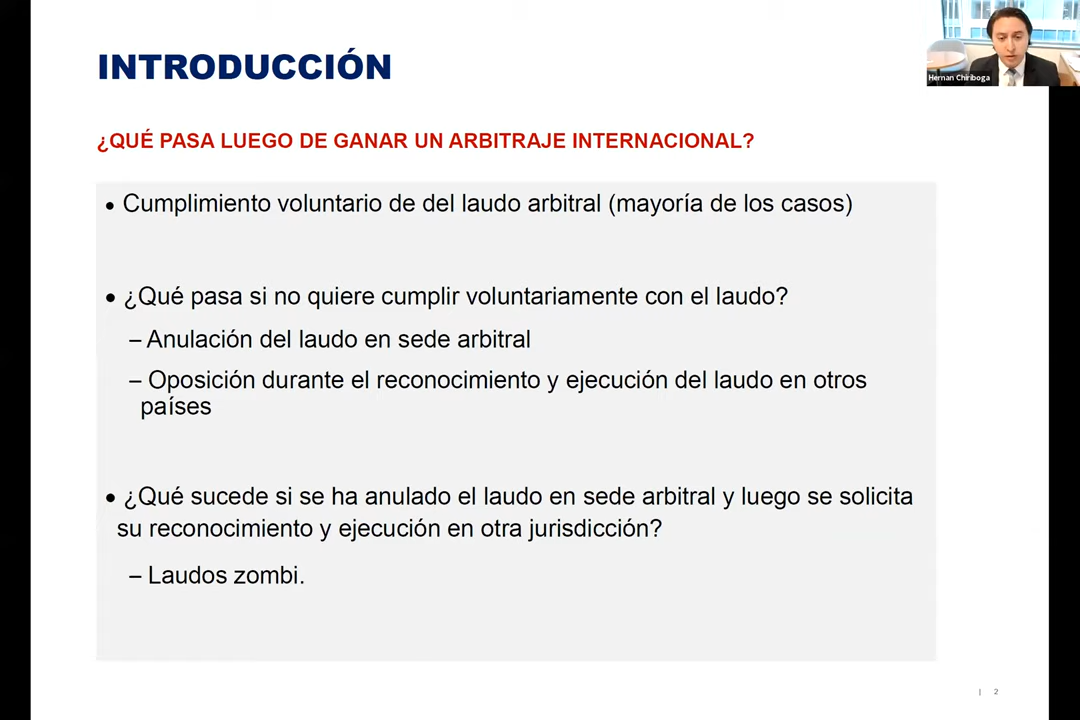 INTRODUCCIÓN
Hernan Chiriboga
¿QUÉ PASA LUEGO DE GANAR UN ARBITRAJE INTERNACIONAL?
• Cumplimiento voluntario de del laudo arbitral (mayoría de los casos)
• ¿Qué pasa si no quiere cumplir voluntariamente con el laudo?
– Anulación del laudo en sede arbitral
– Oposición durante el reconocimiento y ejecución del laudo en otros
países
• ¿Qué sucede si se ha anulado el laudo en sede arbitral y luego se solicita
su reconocimiento y ejecución en otra jurisdicción?
– Laudos zombi.
| 2